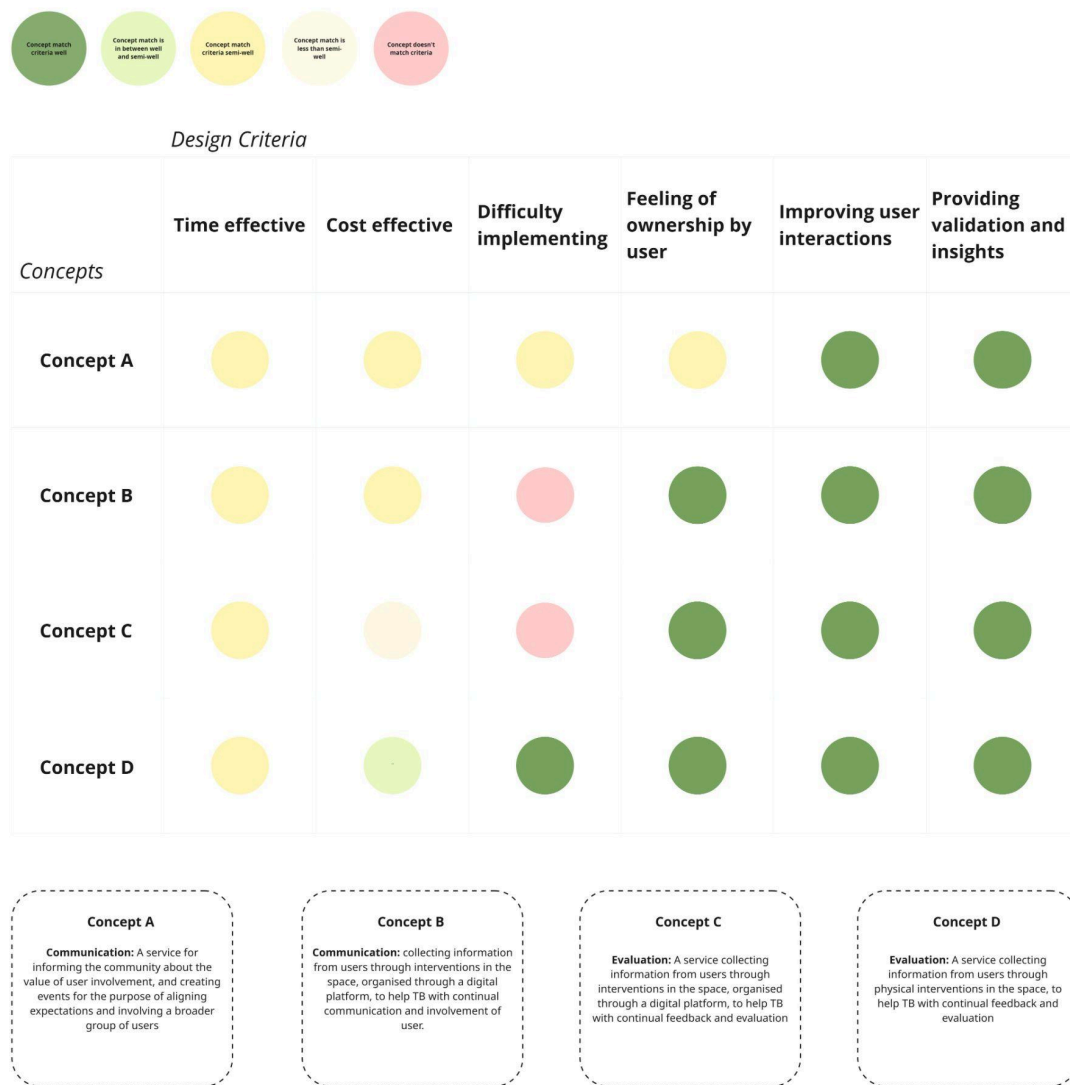 Concept match
criteria well
Concept match is
in between well
and semi-well
Concept match
criteria semi-well
Concept match is
less than semi-
well
Concept doesn't
match criteria
Design Criteria
Concepts
Time effective
Cost effective
Difficulty
implementing
Feeling of
ownership by
user
Improving user
interactions
Providing
validation and
insights
Concept A
Concept B
Concept C
Concept D
Concept A
Communication: A service for
informing the community about the
value of user involvement, and creating
events for the purpose of aligning
expectations and involving a broader
group of users
Concept B
Communication: collecting information
from users through interventions in the
space, organised through a digital
platform, to help TB with continual
communication and involvement of
user.
Concept C
Evaluation: A service collecting
information from users through
interventions in the space, organised
through a digital platform, to help TB
with continual feedback and evaluation
Concept D
Evaluation: A service collecting
information from users through
physical interventions in the space, to
help TB with continual feedback and
evaluation